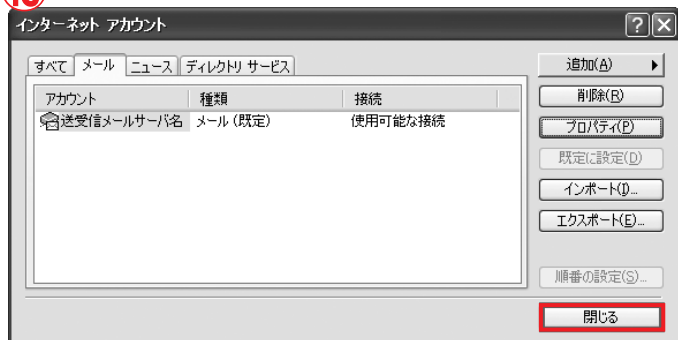 インターネット アカウント
すべて メール ニュース ディレクトリ サービス
追加(A)
アカウント 種類 接続
削除(R)
送受信メールサーバ名 メール (既定) 使用可能な接続
プロパティ(P)
既定に設定(D)
インポート(I)...
エクスポート(E)...
順番の設定(S)...
閉じる